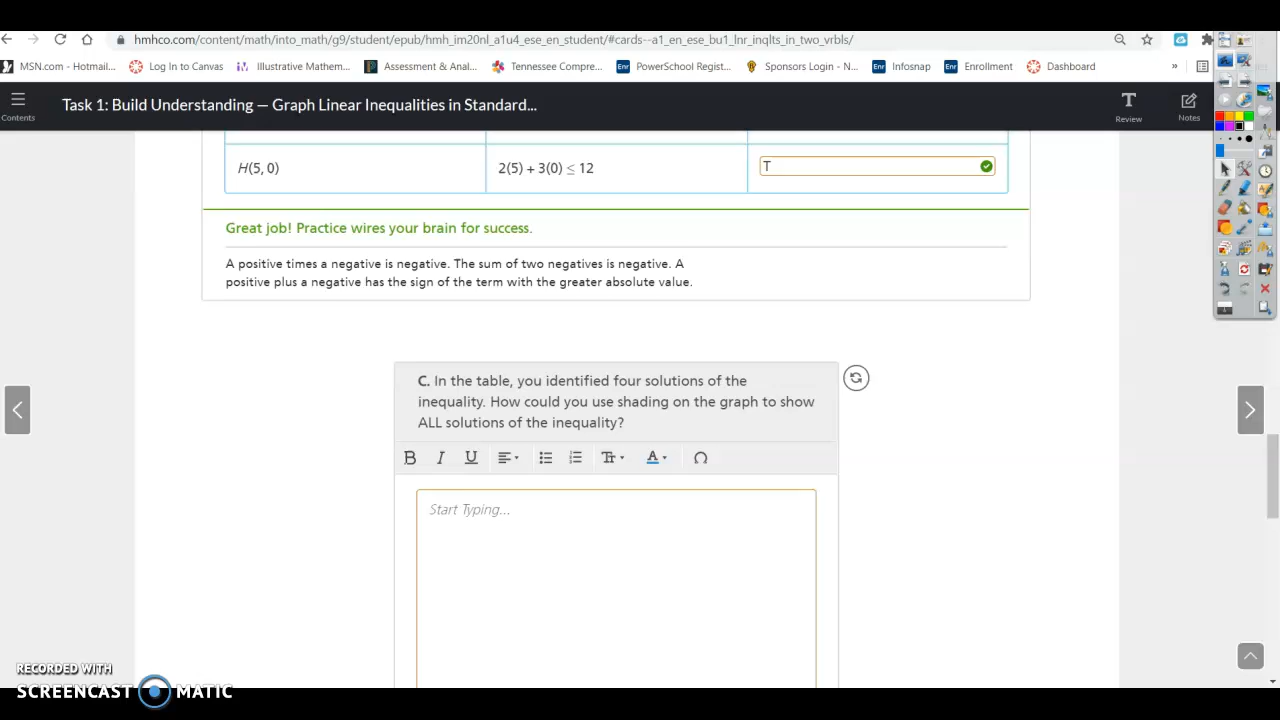 hmhco.com/content/math/into_math/g9/student/epub/hmh_im20nl_a1u4_ese_en_student/#cards--a1_en_ese_bu1_lnr_inqlts_in_two_vrbls/
MSN.com - Hotmail... Log In to Canvas Illustrative Mathem... Assessment & Anal... Tennessee Compre... Enr PowerSchool Regist... Sponsors Login - N... Enr Infosnap Enr Enrollment Dashboard »
Contents
Task 1: Build Understanding — Graph Linear Inequalities in Standard...
T Review
Notes
H(5, 0) 2(5) + 3(0) ≤ 12 T
Great job! Practice wires your brain for success.
A positive times a negative is negative. The sum of two negatives is negative. A
positive plus a negative has the sign of the term with the greater absolute value.
C. In the table, you identified four solutions of the
inequality. How could you use shading on the graph to show
ALL solutions of the inequality?
B I U Tr A Ω
Start Typing...
RECORDED WITH
SCREENCAST MATIC